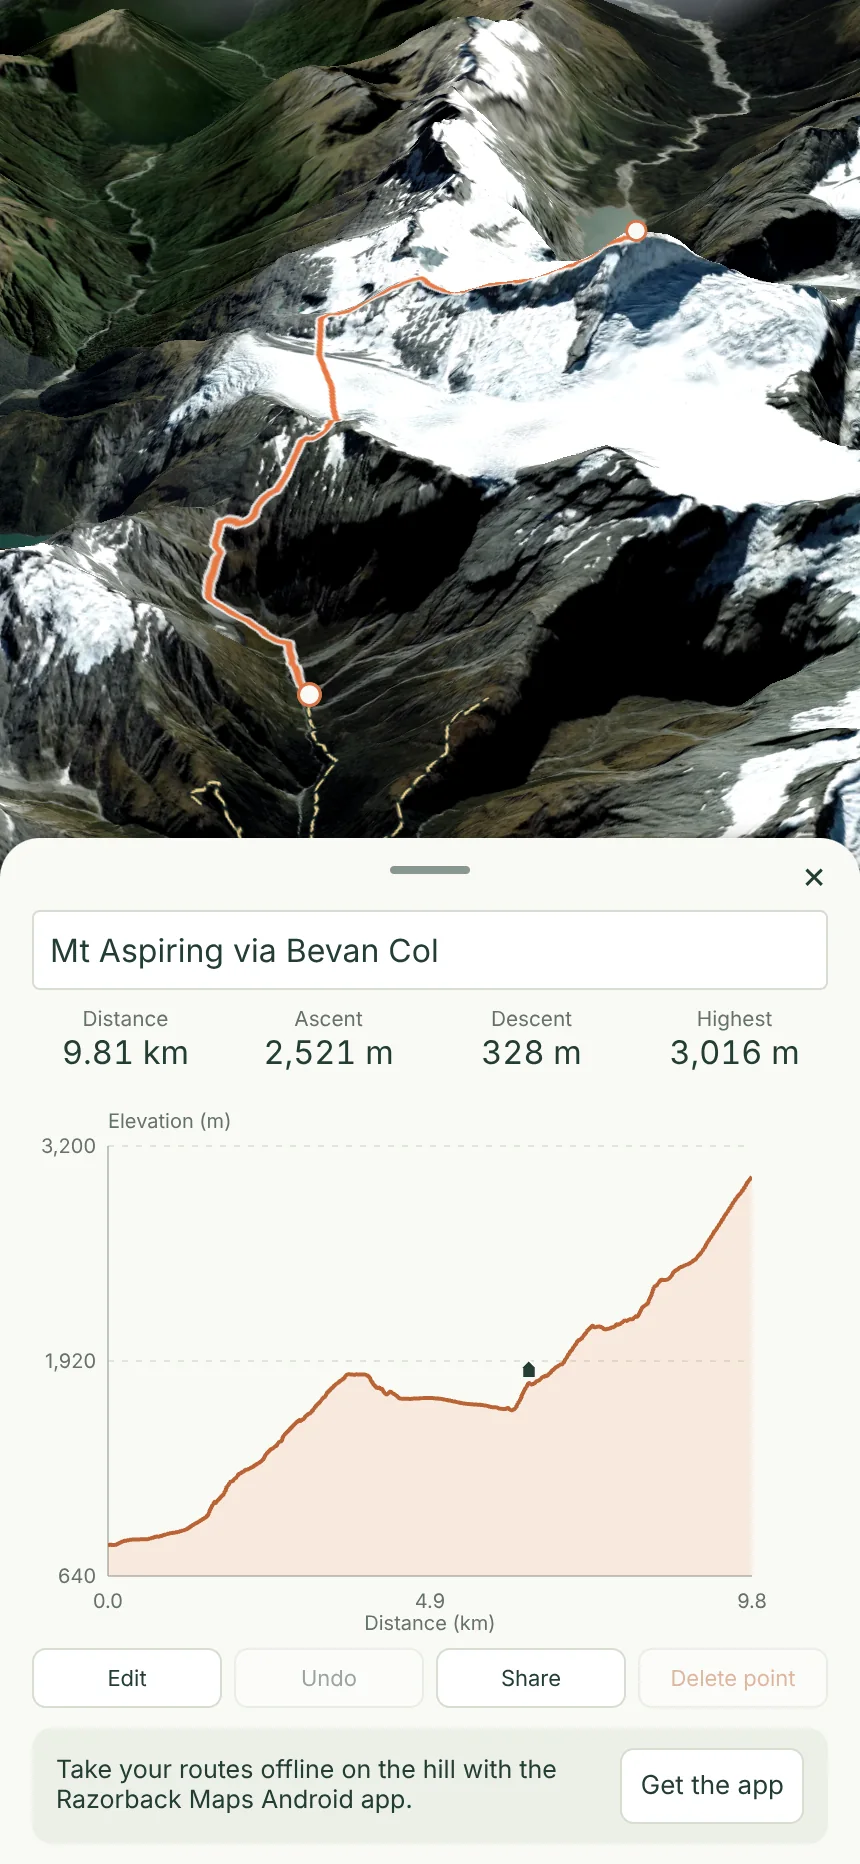 Mt Aspiring via Bevan Col
Distance Ascent Descent Highest
9.81 km 2,521 m 328 m 3,016 m
Elevation (m)
3,200
1,920
640
0.0 4.9 9.8
Distance (km)
Edit Undo Share Delete point
Take your routes offline on the hill with the
Razorback Maps Android app.
Get the app